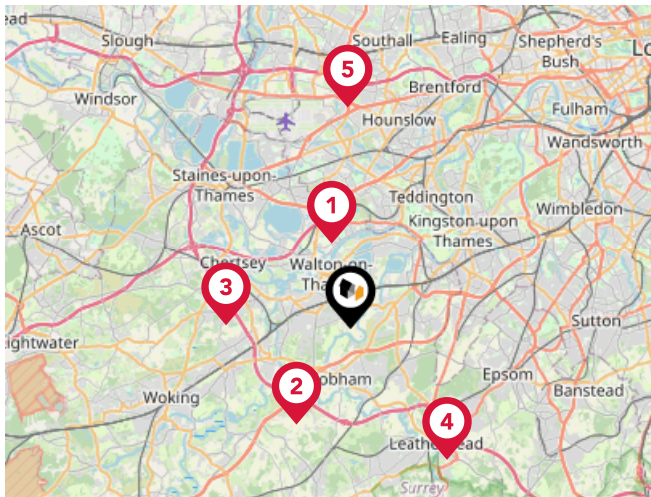 ead
Slough
Southall
Ealing
Shepherd's
Bush
Lo
5
Windsor
Brentford
Hounslow
Fulham
Wandsworth
Staines-upon-
Thames
1
Teddington
Kingston-upon
Thames
Wimbledon
Ascot
Chertsey
Walton-on-
Tha
3
Sutton
ightwater
2
obham
Epsom
Woking
Banstead
4
Leatherhead
Surrey